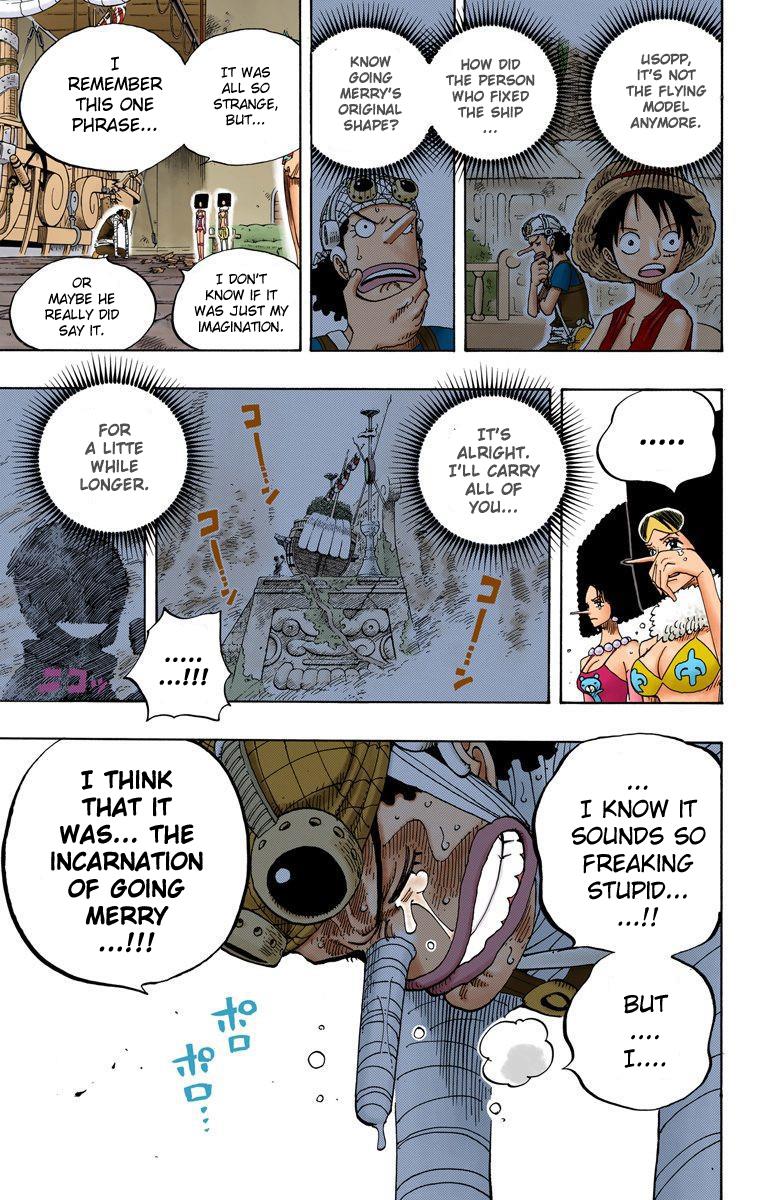 USOPP,
IT'S NOT
THE FLYING
MODEL
ANYMORE.
HOW DID
THE PERSON
WHO FIXED
THE SHIP
...
KNOW
GOING
MERRY'S
ORIGINAL
SHAPE?
IT WAS
ALL SO
STRANGE,
BUT...
I
REMEMBER
THIS ONE
PHRASE...
I DON'T
KNOW IF IT
WAS JUST MY
IMAGINATION.
OR
MAYBE HE
REALLY DID
SAY IT.
.....
IT'S
ALRIGHT.
I'LL CARRY
ALL OF
YOU...
コーーン
コーーン
コーーン
FOR
A LITTE
WHILE
LONGER.
ニコッ
.....
...!!!
...
I KNOW IT
SOUNDS SO
FREAKING
STUPID...
...!!
BUT
....
I....
I THINK
THAT IT
WAS... THE
INCARNATION
OF GOING
MERRY
...!!!
ポロ
ポロ...